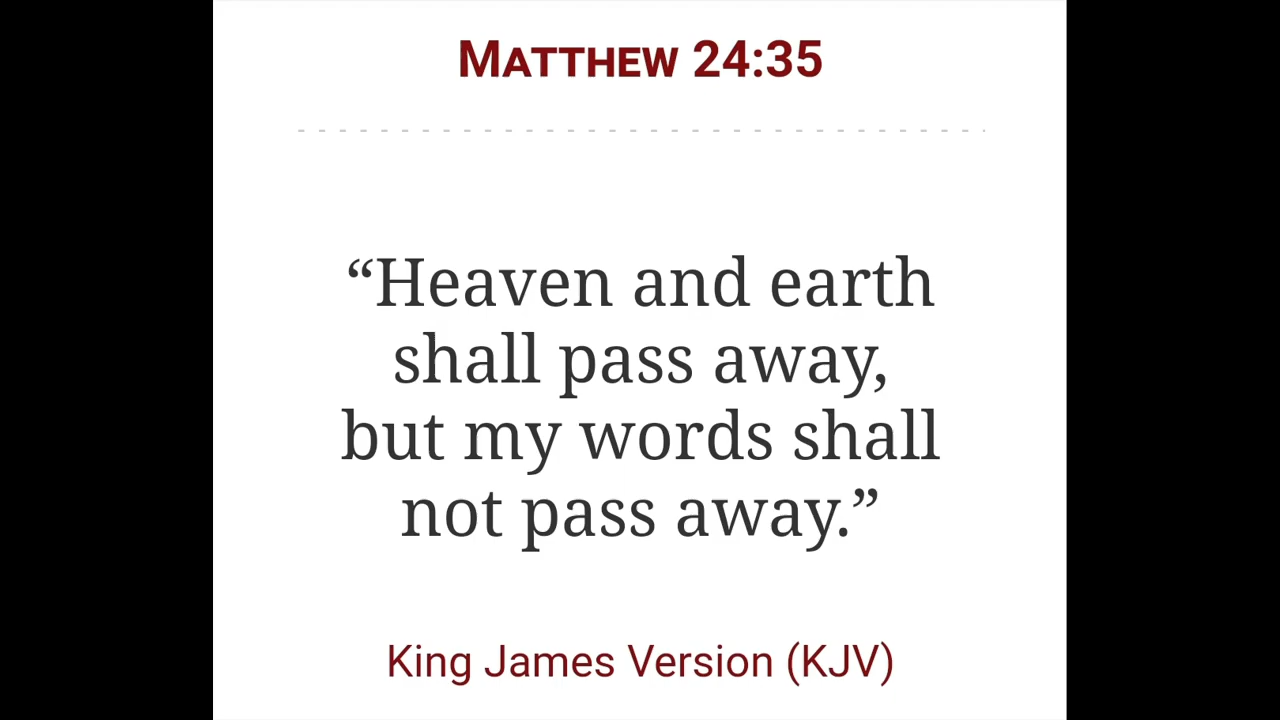 MATTHEW 24:35
“Heaven and earth
shall pass away,
but my words shall
not pass away.”
King James Version (KJV)